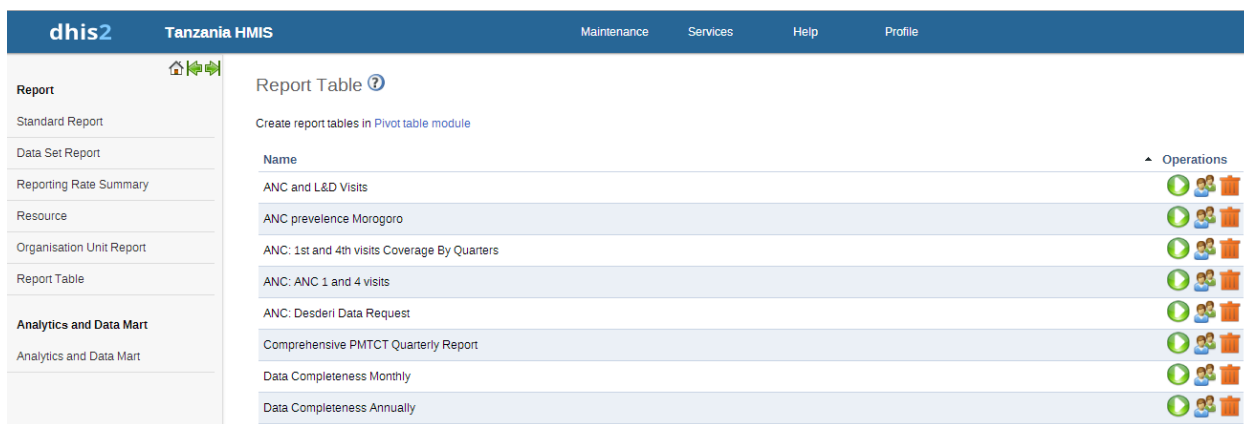 dhis2 Tanzania HMIS Maintenance Services Help Profile
Report
Standard Report
Data Set Report
Reporting Rate Summary
Resource
Organisation Unit Report
Report Table
Analytics and Data Mart
Analytics and Data Mart
Report Table ?
Create report tables in Pivot table module
Name Operations
ANC and L&D Visits
ANC prevelence Morogoro
ANC: 1st and 4th visits Coverage By Quarters
ANC: ANC 1 and 4 visits
ANC: Desderi Data Request
Comprehensive PMTCT Quarterly Report
Data Completeness Monthly
Data Completeness Annually